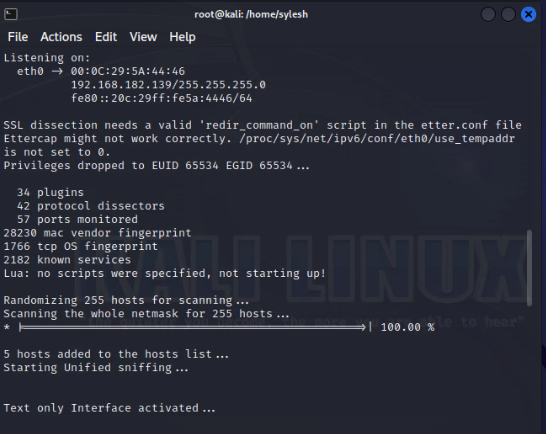 root@kali: /home/sylesh
File Actions Edit View Help
Listening on:
eth0 → 00:0C:29:5A:44:46
192.168.182.139/255.255.255.0
fe80::20c:29ff:fe5a:4446/64
SSL dissection needs a valid 'redir_command_on' script in the etter.conf file
Ettercap might not work correctly. /proc/sys/net/ipv6/conf/eth0/use_tempaddr
is not set to 0.
Privileges dropped to EUID 65534 EGID 65534...
34 plugins
42 protocol dissectors
57 ports monitored
28230 mac vendor fingerprint
1766 tcp OS fingerprint
2182 known services
Lua: no scripts were specified, not starting up!
KALI LINUX
Randomizing 255 hosts for scanning...
Scanning the whole netmask for 255 hosts...
* |==================================================>| 100.00 %
to hear"
5 hosts added to the hosts list...
Starting Unified sniffing...
Text only Interface activated...